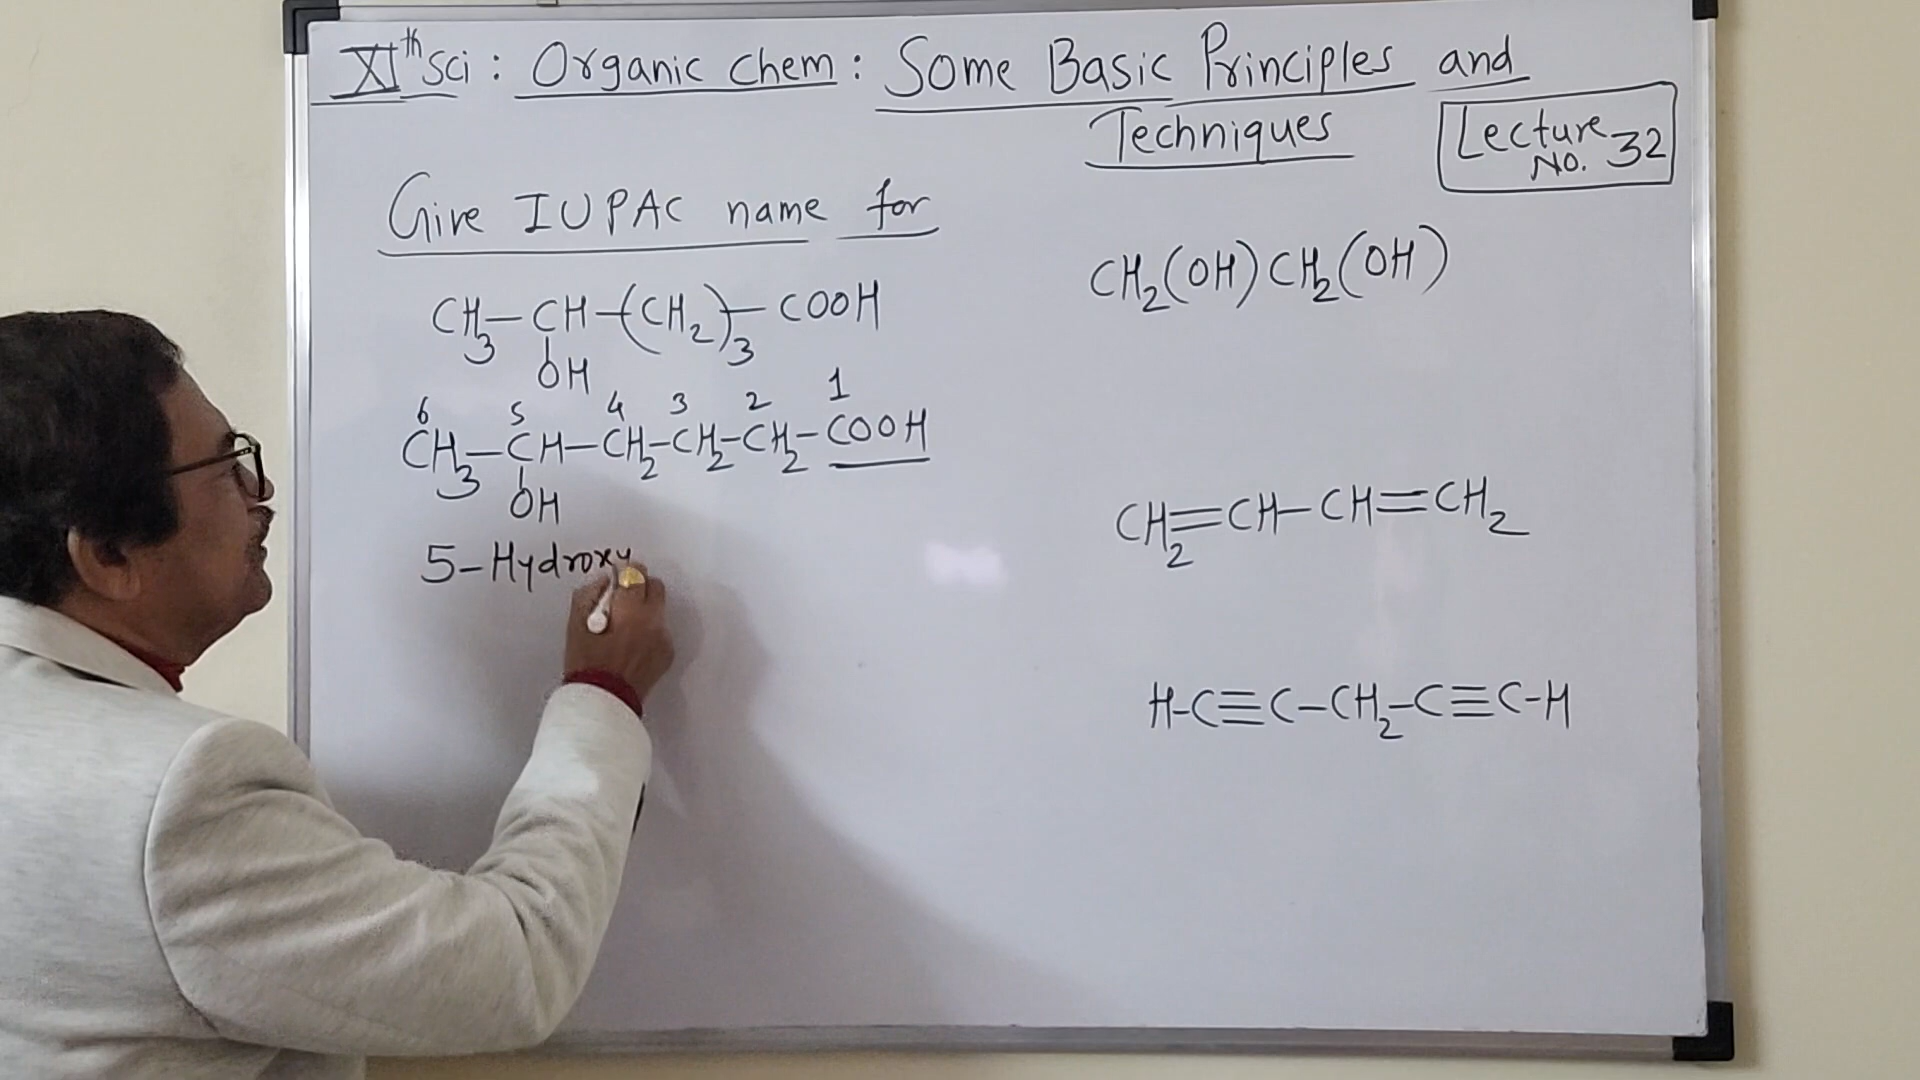 XIth Sci : Organic Chem : Some Basic Principles and
Techniques
Lecture
No. 32
Give IUPAC name for
CH3—CH—(CH2)3—COOH
OH
6 5 4 3 2 1
CH3—CH—CH2—CH2—CH2—COOH
OH
5-Hydroxy
CH2(OH)CH2(OH)
CH2=CH—CH=CH2
H-C≡C-CH2-C≡C-H